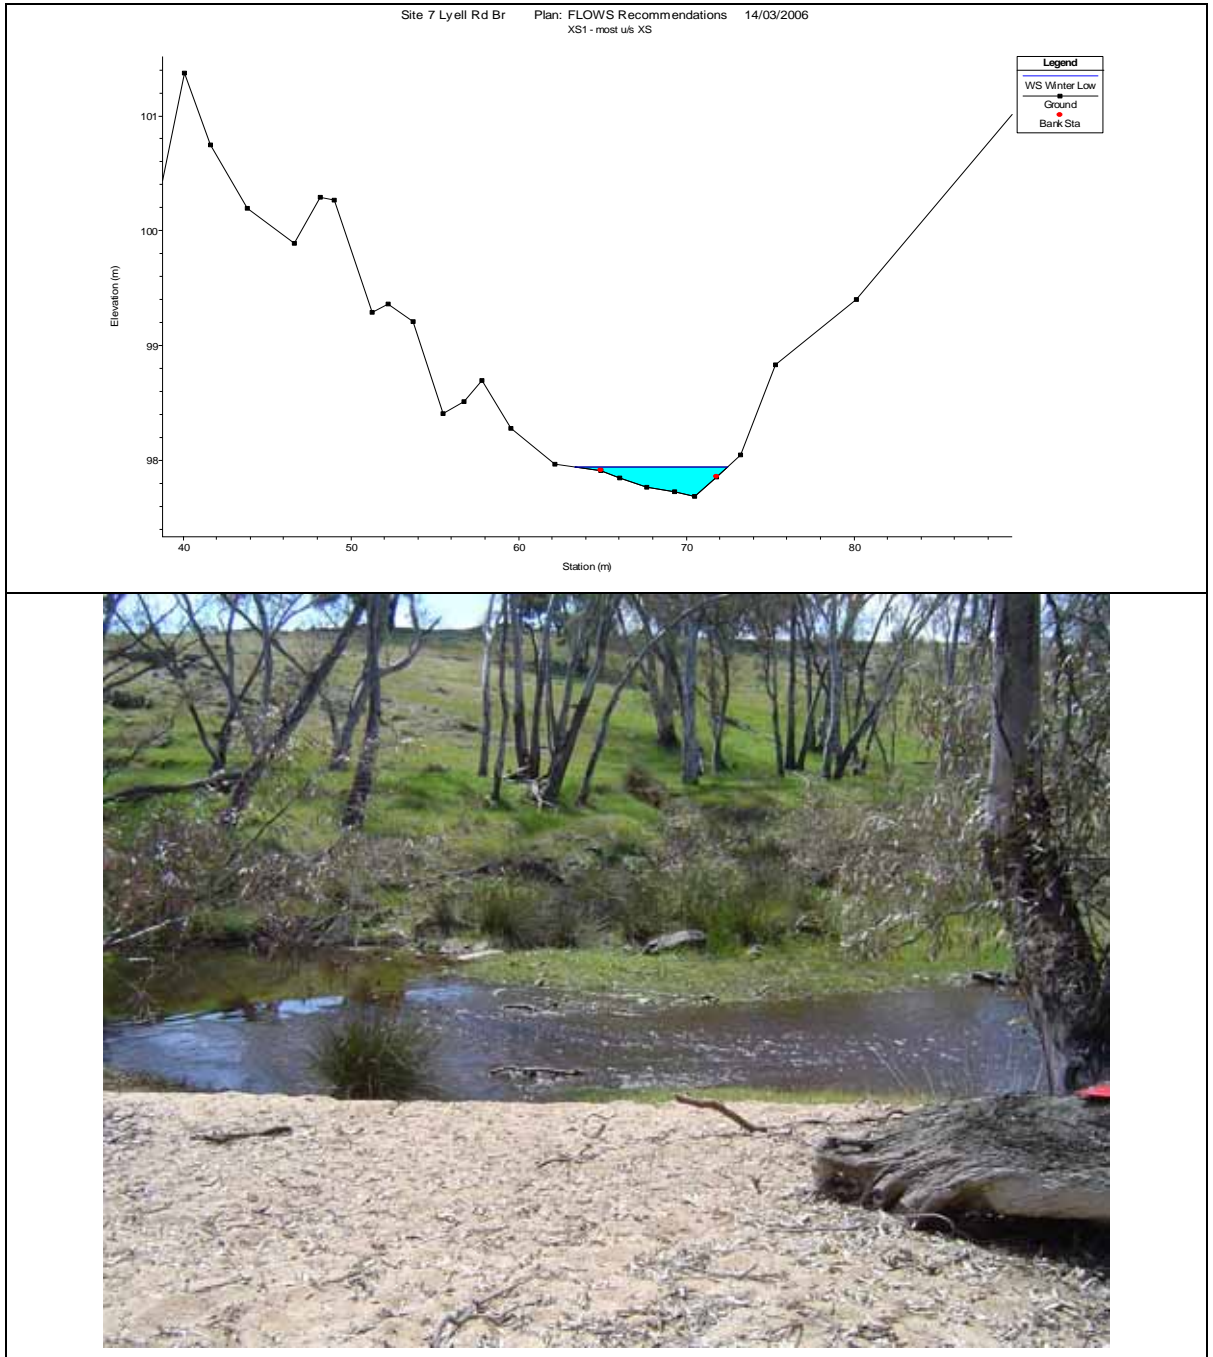 Site 7 Lyell Rd Br Plan: FLOWS Recommendations 14/03/2006
XS1 - most u/s XS
Legend
WS Winter Low
Ground
Bank Sta
101
100
99
98
Elevation (m)
40 50 60 70 80
Station (m)